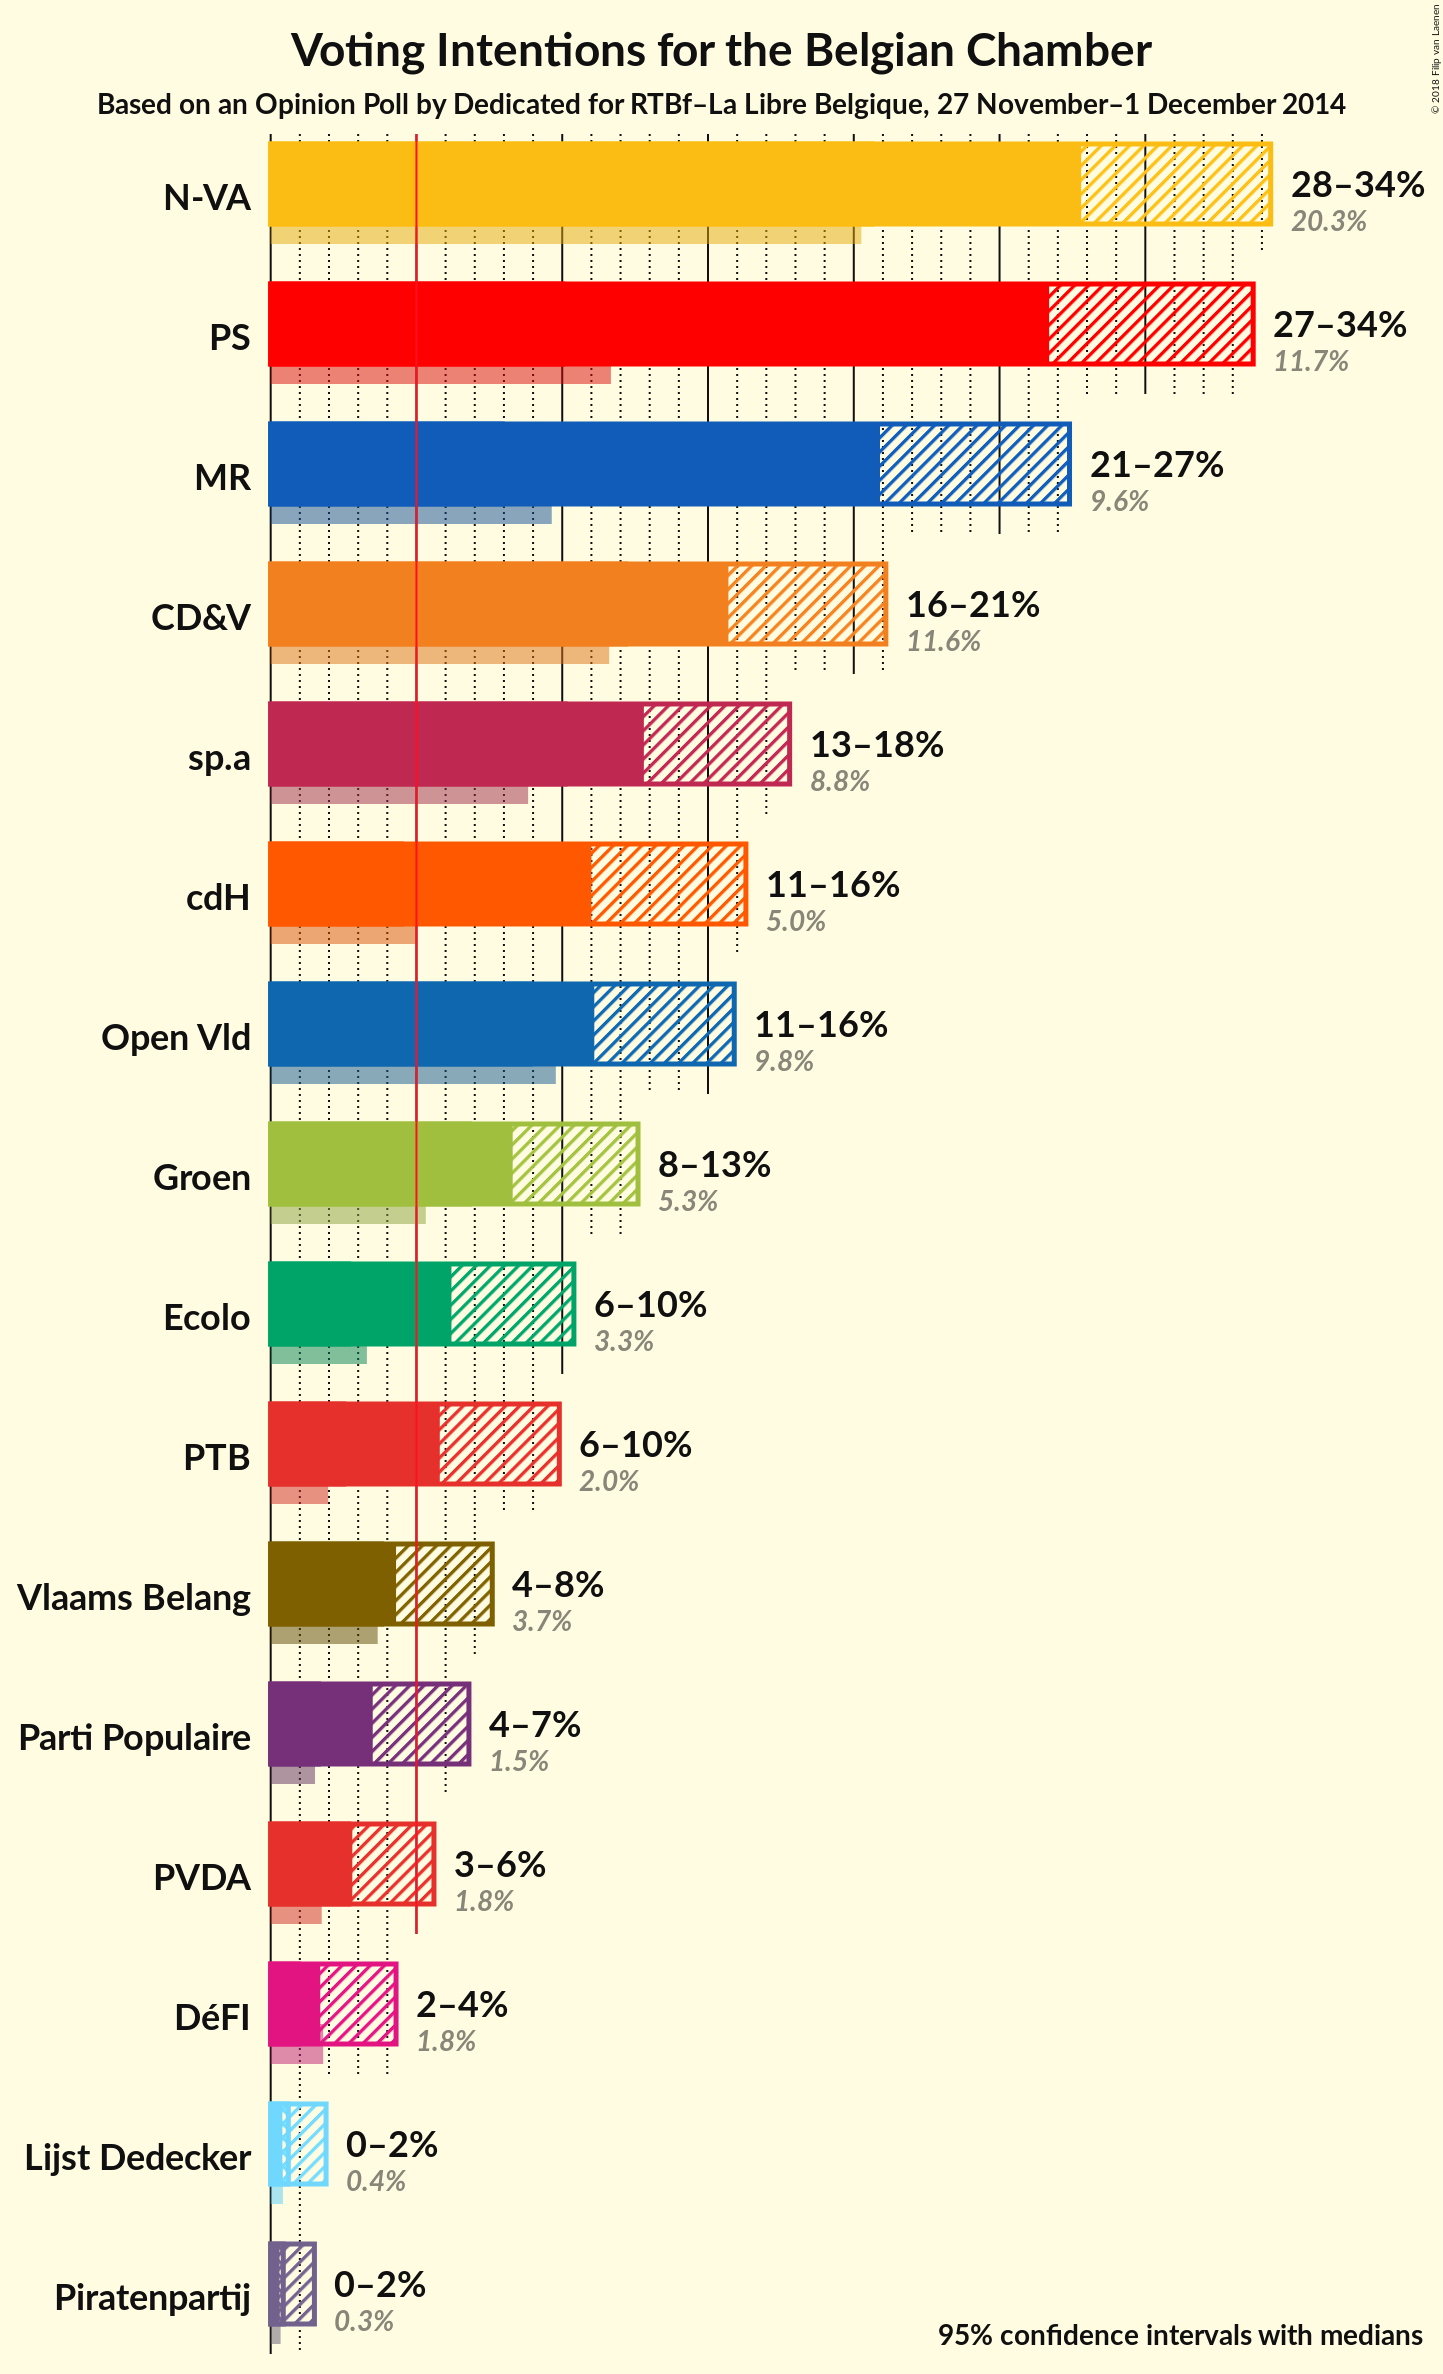 Voting Intentions for the Belgian Chamber
Based on an Opinion Poll by Dedicated for RTBf–La Libre Belgique, 27 November–1 December 2014
© 2018 Filip van Laenen
N-VA
28–34%
20.3%
PS
27–34%
11.7%
MR
21–27%
9.6%
CD&V
16–21%
11.6%
sp.a
13–18%
8.8%
cdH
11–16%
5.0%
Open Vld
11–16%
9.8%
Groen
8–13%
5.3%
Ecolo
6–10%
3.3%
PTB
6–10%
2.0%
Vlaams Belang
4–8%
3.7%
Parti Populaire
4–7%
1.5%
PVDA
3–6%
1.8%
DéFI
2–4%
1.8%
Lijst Dedecker
0–2%
0.4%
Piratenpartij
0–2%
0.3%
95% confidence intervals with medians